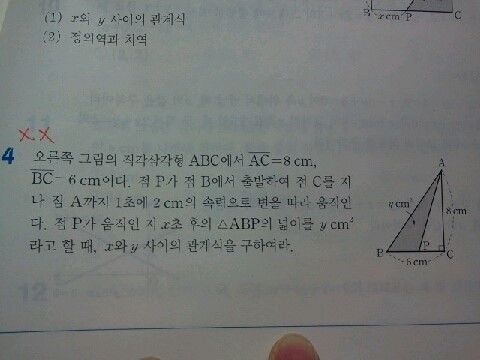 B x cm P C
(1) x와 y 사이의 관계식
(2) 정의역과 치역
××
4 오른쪽 그림의 직각삼각형 ABC에서 AC=8 cm,
BC=6 cm이다. 점 P가 점 B에서 출발하여 점 C를 지
나 점 A까지 1초에 2 cm의 속력으로 변을 따라 움직인
다. 점 P가 움직인 지 x초 후의 △ABP의 넓이를 y cm²
라고 할 때, x와 y 사이의 관계식을 구하여라.
A
y cm²
8 cm
B P C
6 cm
12